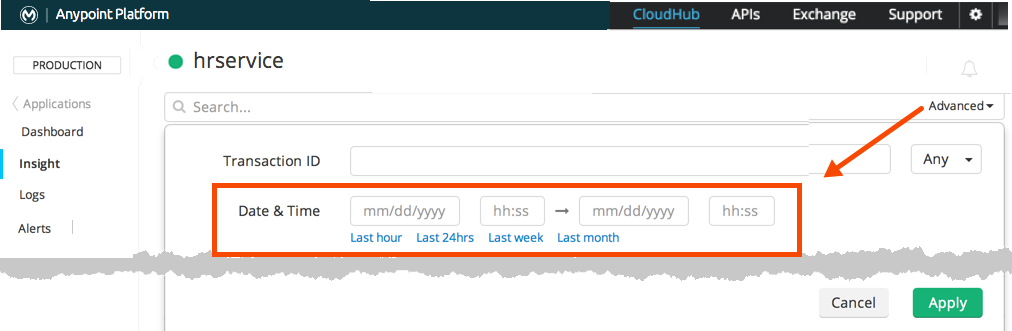 Anypoint Platform CloudHub APIs Exchange Support
PRODUCTION
hrservice
Applications
Search...
Advanced
Dashboard
Insight
Transaction ID
Any
Logs
Date & Time mm/dd/yyyy hh:ss → mm/dd/yyyy hh:ss
Alerts
Last hour Last 24hrs Last week Last month
Cancel Apply